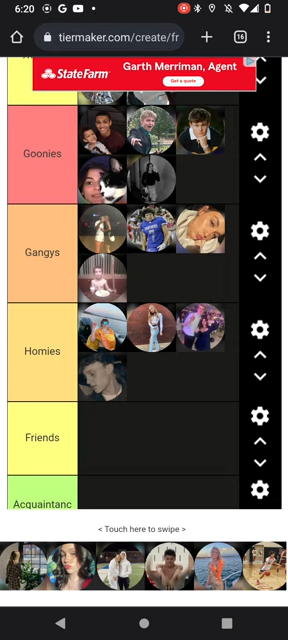 6:20
16
tiermaker.com/create/fr
StateFarm
Garth Merriman, Agent
Get a quote
Goonies
Gangys
Homies
Friends
Acquaintanc
< Touch here to swipe >